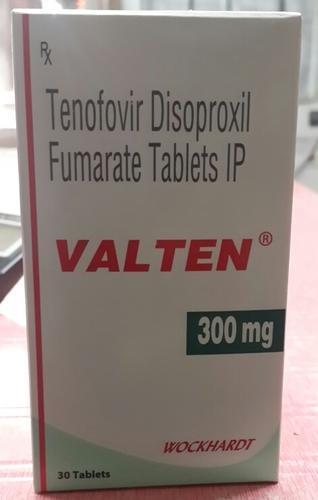 Rx
Tenofovir Disoproxil
Fumarate Tablets IP
VALTEN ®
300 mg
WOCKHARDT
30 Tablets